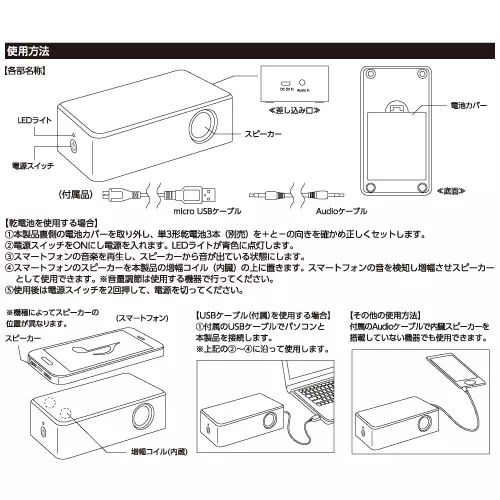 使用方法
【各部名称】
DC 5V In
Audio In
≪差し込み口≫
LEDライト
電源スイッチ
スピーカー
電池カバー
≪底面≫
(付属品)
micro USBケーブル
Audioケーブル
【乾電池を使用する場合】
①本製品裏側の電池カバーを取り外し、単3形乾電池3本（別売）を＋と－の向きを確かめ正しくセットします。
②電源スイッチをONにし電源を入れます。LEDライトが青色に点灯します。
③スマートフォンの音楽を再生し、スピーカーから音が出ている状態にします。
④スマートフォンのスピーカーを本製品の増幅コイル（内臓）の上に置きます。スマートフォンの音を検知し増幅させスピーカー
として使用できます。※音量調節は使用する機器で行ってください。
⑤使用後は電源スイッチを2回押して、電源を切ってください。
※機種によってスピーカーの
位置が異なります。
(スマートフォン)
スピーカー
増幅コイル(内蔵)
【USBケーブル(付属)を使用する場合】
①付属のUSBケーブルでパソコンと
本製品を接続します。
※上記の②～④に沿って使用します。
【その他の使用方法】
付属のAudioケーブルで内臓スピーカーを
搭載していない機器でも使用できます。